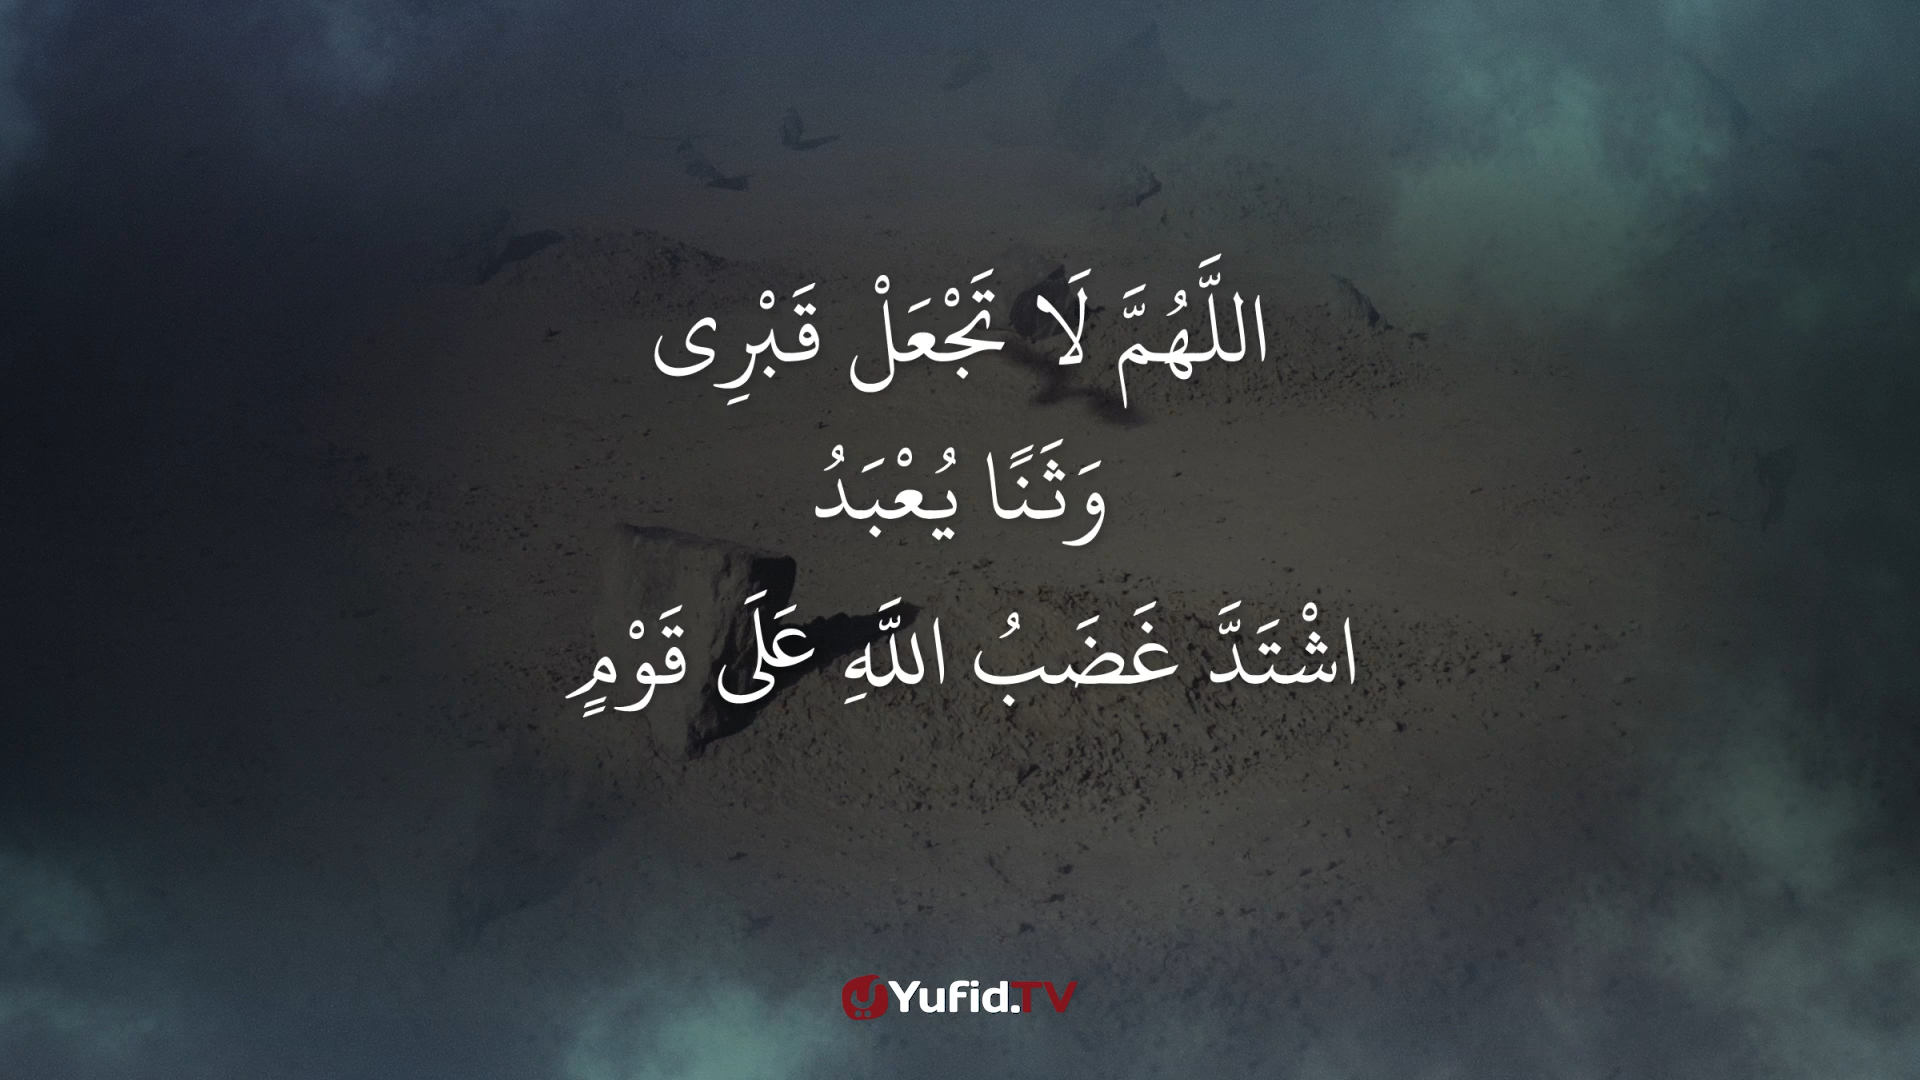 اللَّهُمَّ لَا تَجْعَلْ قَبْرِى
وَثَنًا يُعْبَدُ
اشْتَدَّ غَضَبُ اللَّهِ عَلَى قَوْمٍ
Yufid.TV